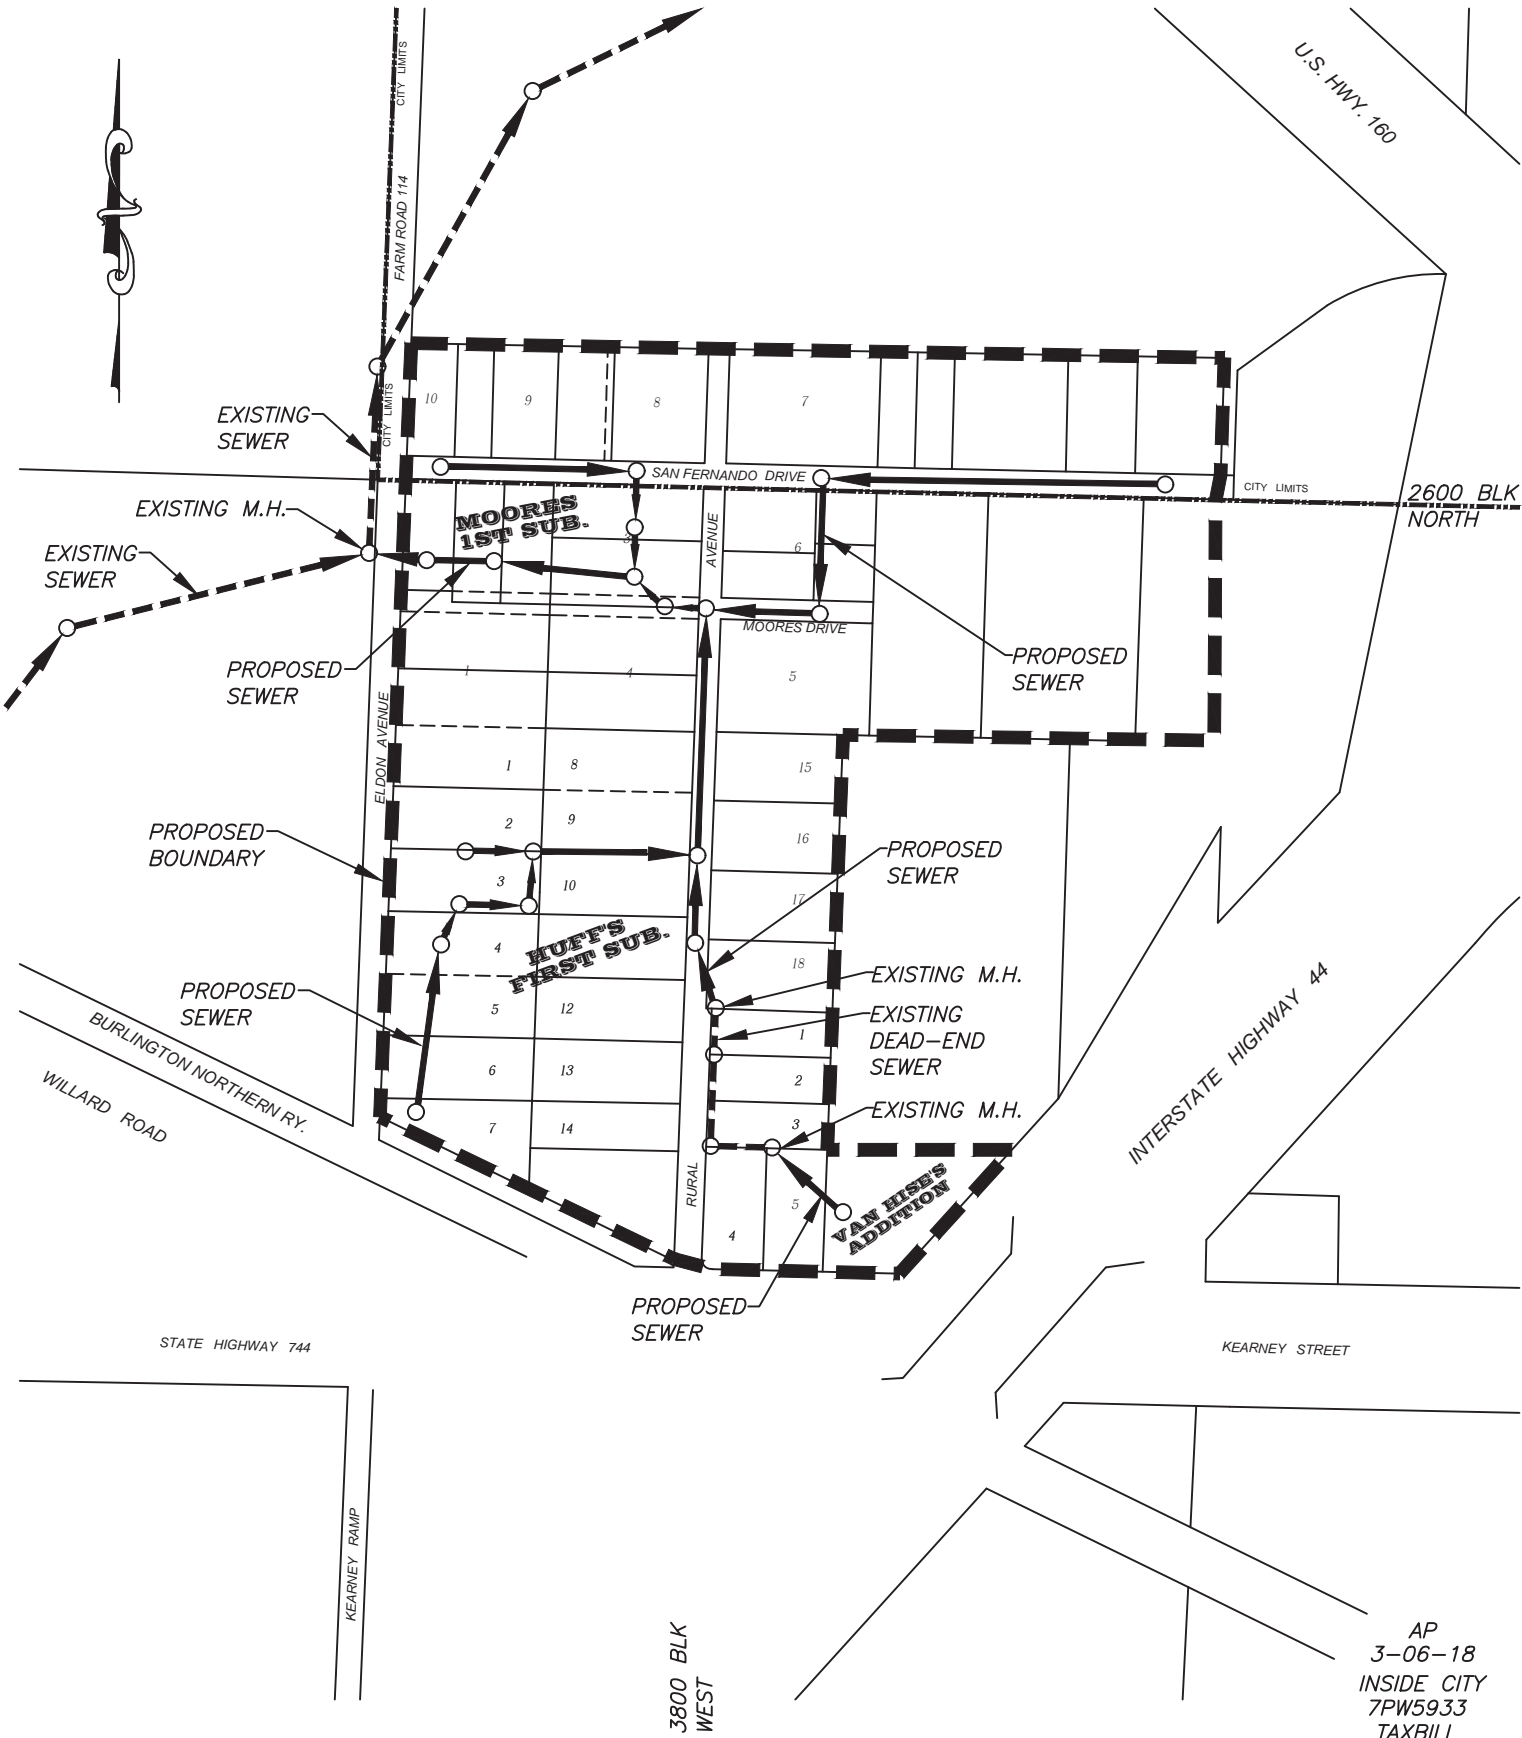 U.S. HWY. 160
CITY LIMITS
FARM ROAD 114
CITY LIMITS
EXISTING
SEWER
10
9
8
7
SAN FERNANDO DRIVE
CITY LIMITS
2600 BLK
NORTH
EXISTING M.H.
MOORES
1ST SUB.
3
AVENUE
6
EXISTING
SEWER
MOORES DRIVE
PROPOSED
SEWER
PROPOSED
SEWER
1
4
5
ELDON AVENUE
1
8
15
PROPOSED
BOUNDARY
2
9
16
PROPOSED
SEWER
3
10
17
HUFF'S
FIRST SUB.
4
18
EXISTING M.H.
PROPOSED
SEWER
5
12
1
EXISTING
DEAD-END
SEWER
BURLINGTON NORTHERN RY.
WILLARD ROAD
6
13
2
EXISTING M.H.
INTERSTATE HIGHWAY 44
7
14
3
RURAL
5
4
VAN HISE'S
ADDITION
PROPOSED
SEWER
STATE HIGHWAY 744
KEARNEY STREET
KEARNEY RAMP
3800 BLK
WEST
AP
3-06-18
INSIDE CITY
7PW5933
TAXBILL